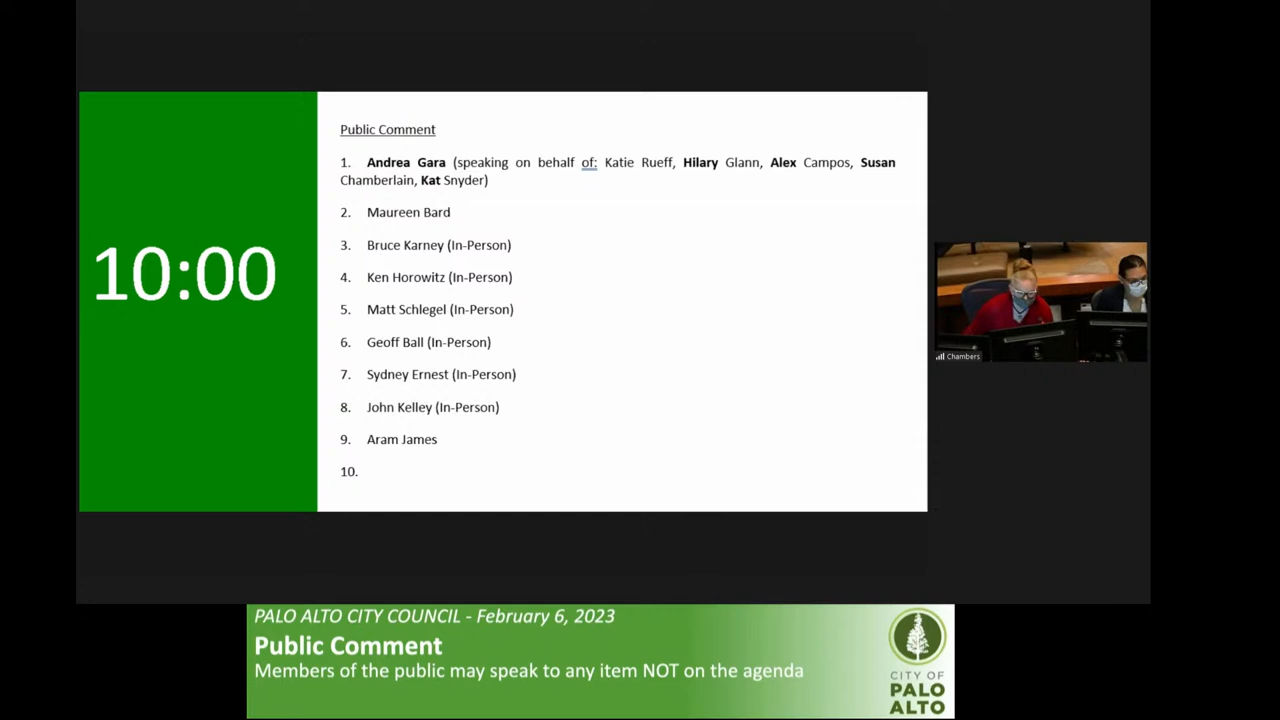 10:00
Public Comment
1. Andrea Gara (speaking on behalf of: Katie Rueff, Hilary Glann, Alex Campos, Susan
Chamberlain, Kat Snyder)
2. Maureen Bard
3. Bruce Karney (In-Person)
4. Ken Horowitz (In-Person)
5. Matt Schlegel (In-Person)
6. Geoff Ball (In-Person)
7. Sydney Ernest (In-Person)
8. John Kelley (In-Person)
9. Aram James
10.
Chambers
PALO ALTO CITY COUNCIL - February 6, 2023
Public Comment
Members of the public may speak to any item NOT on the agenda
CITY OF
PALO
ALTO